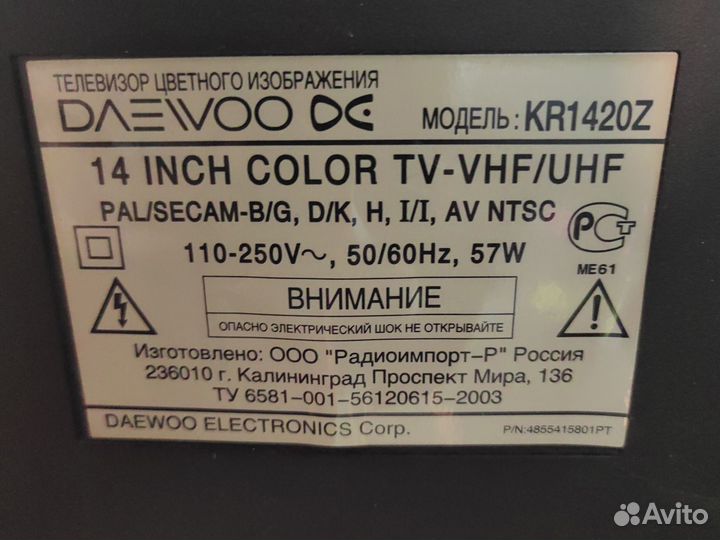 ТЕЛЕВИЗОР ЦВЕТНОГО ИЗОБРАЖЕНИЯ
DAEWOO DE МОДЕЛЬ: KR1420Z
14 INCH COLOR TV-VHF/UHF
PAL/SECAM-B/G, D/K, H, I/I, AV NTSC
110-250V~, 50/60Hz, 57W
РСТ
ME61
ВНИМАНИЕ
ОПАСНО ЭЛЕКТРИЧЕСКИЙ ШОК НЕ ОТКРЫВАЙТЕ
Изготовлено: ООО "Радиоимпорт-Р" Россия
236010 г. Калининград Проспект Мира, 136
ТУ 6581-001-56120615-2003
DAEWOO ELECTRONICS Corp. P/N:4855415801PT
Avito